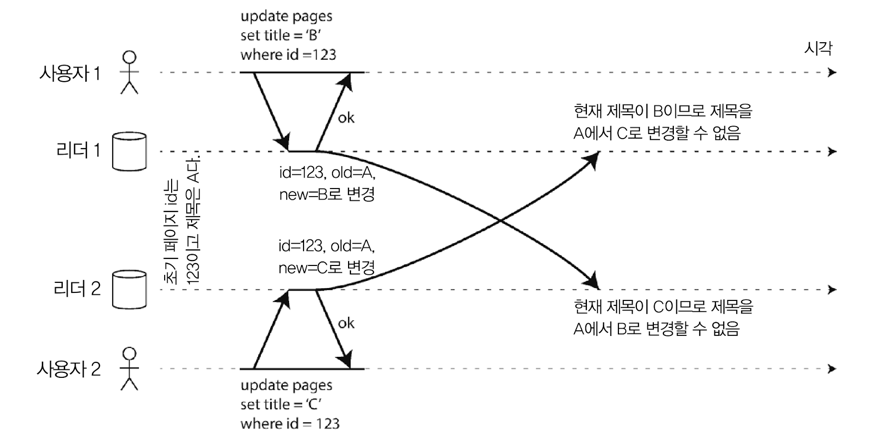 update pages
set title = ‘B’
where id =123
시각
사용자 1
ok
현재 제목이 B이므로 제목을
A에서 C로 변경할 수 없음
리더 1
id=123, old=A,
new=B로 변경
초기 페이지 id는
123이고 제목은 A다.
id=123, old=A,
new=C로 변경
리더 2
현재 제목이 C이므로 제목을
A에서 B로 변경할 수 없음
ok
사용자 2
update pages
set title = ‘C’
where id = 123